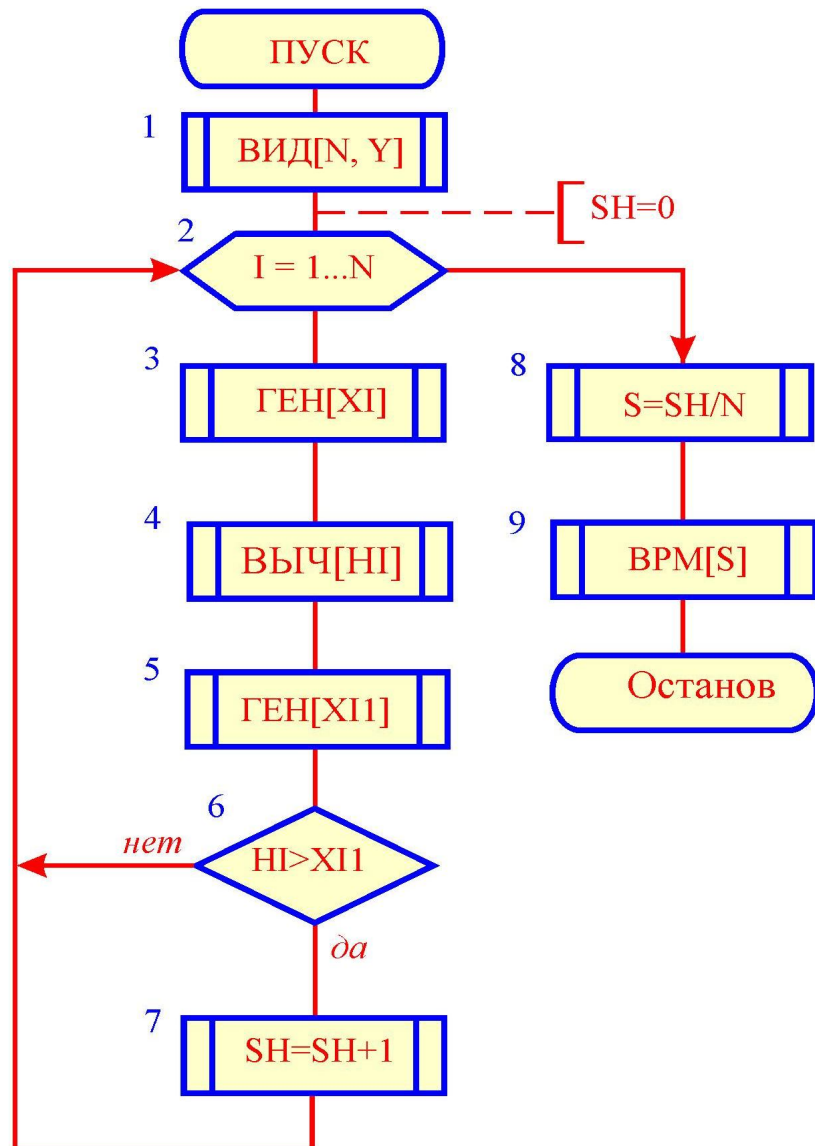 ПУСК
1
ВИД[N, Y]
SH=0
2
I = 1...N
3
ГЕН[XI]
8
S=SH/N
4
ВЫЧ[HI]
9
ВРМ[S]
5
ГЕН[XI1]
Останов
6
нет
HI>XI1
да
7
SH=SH+1